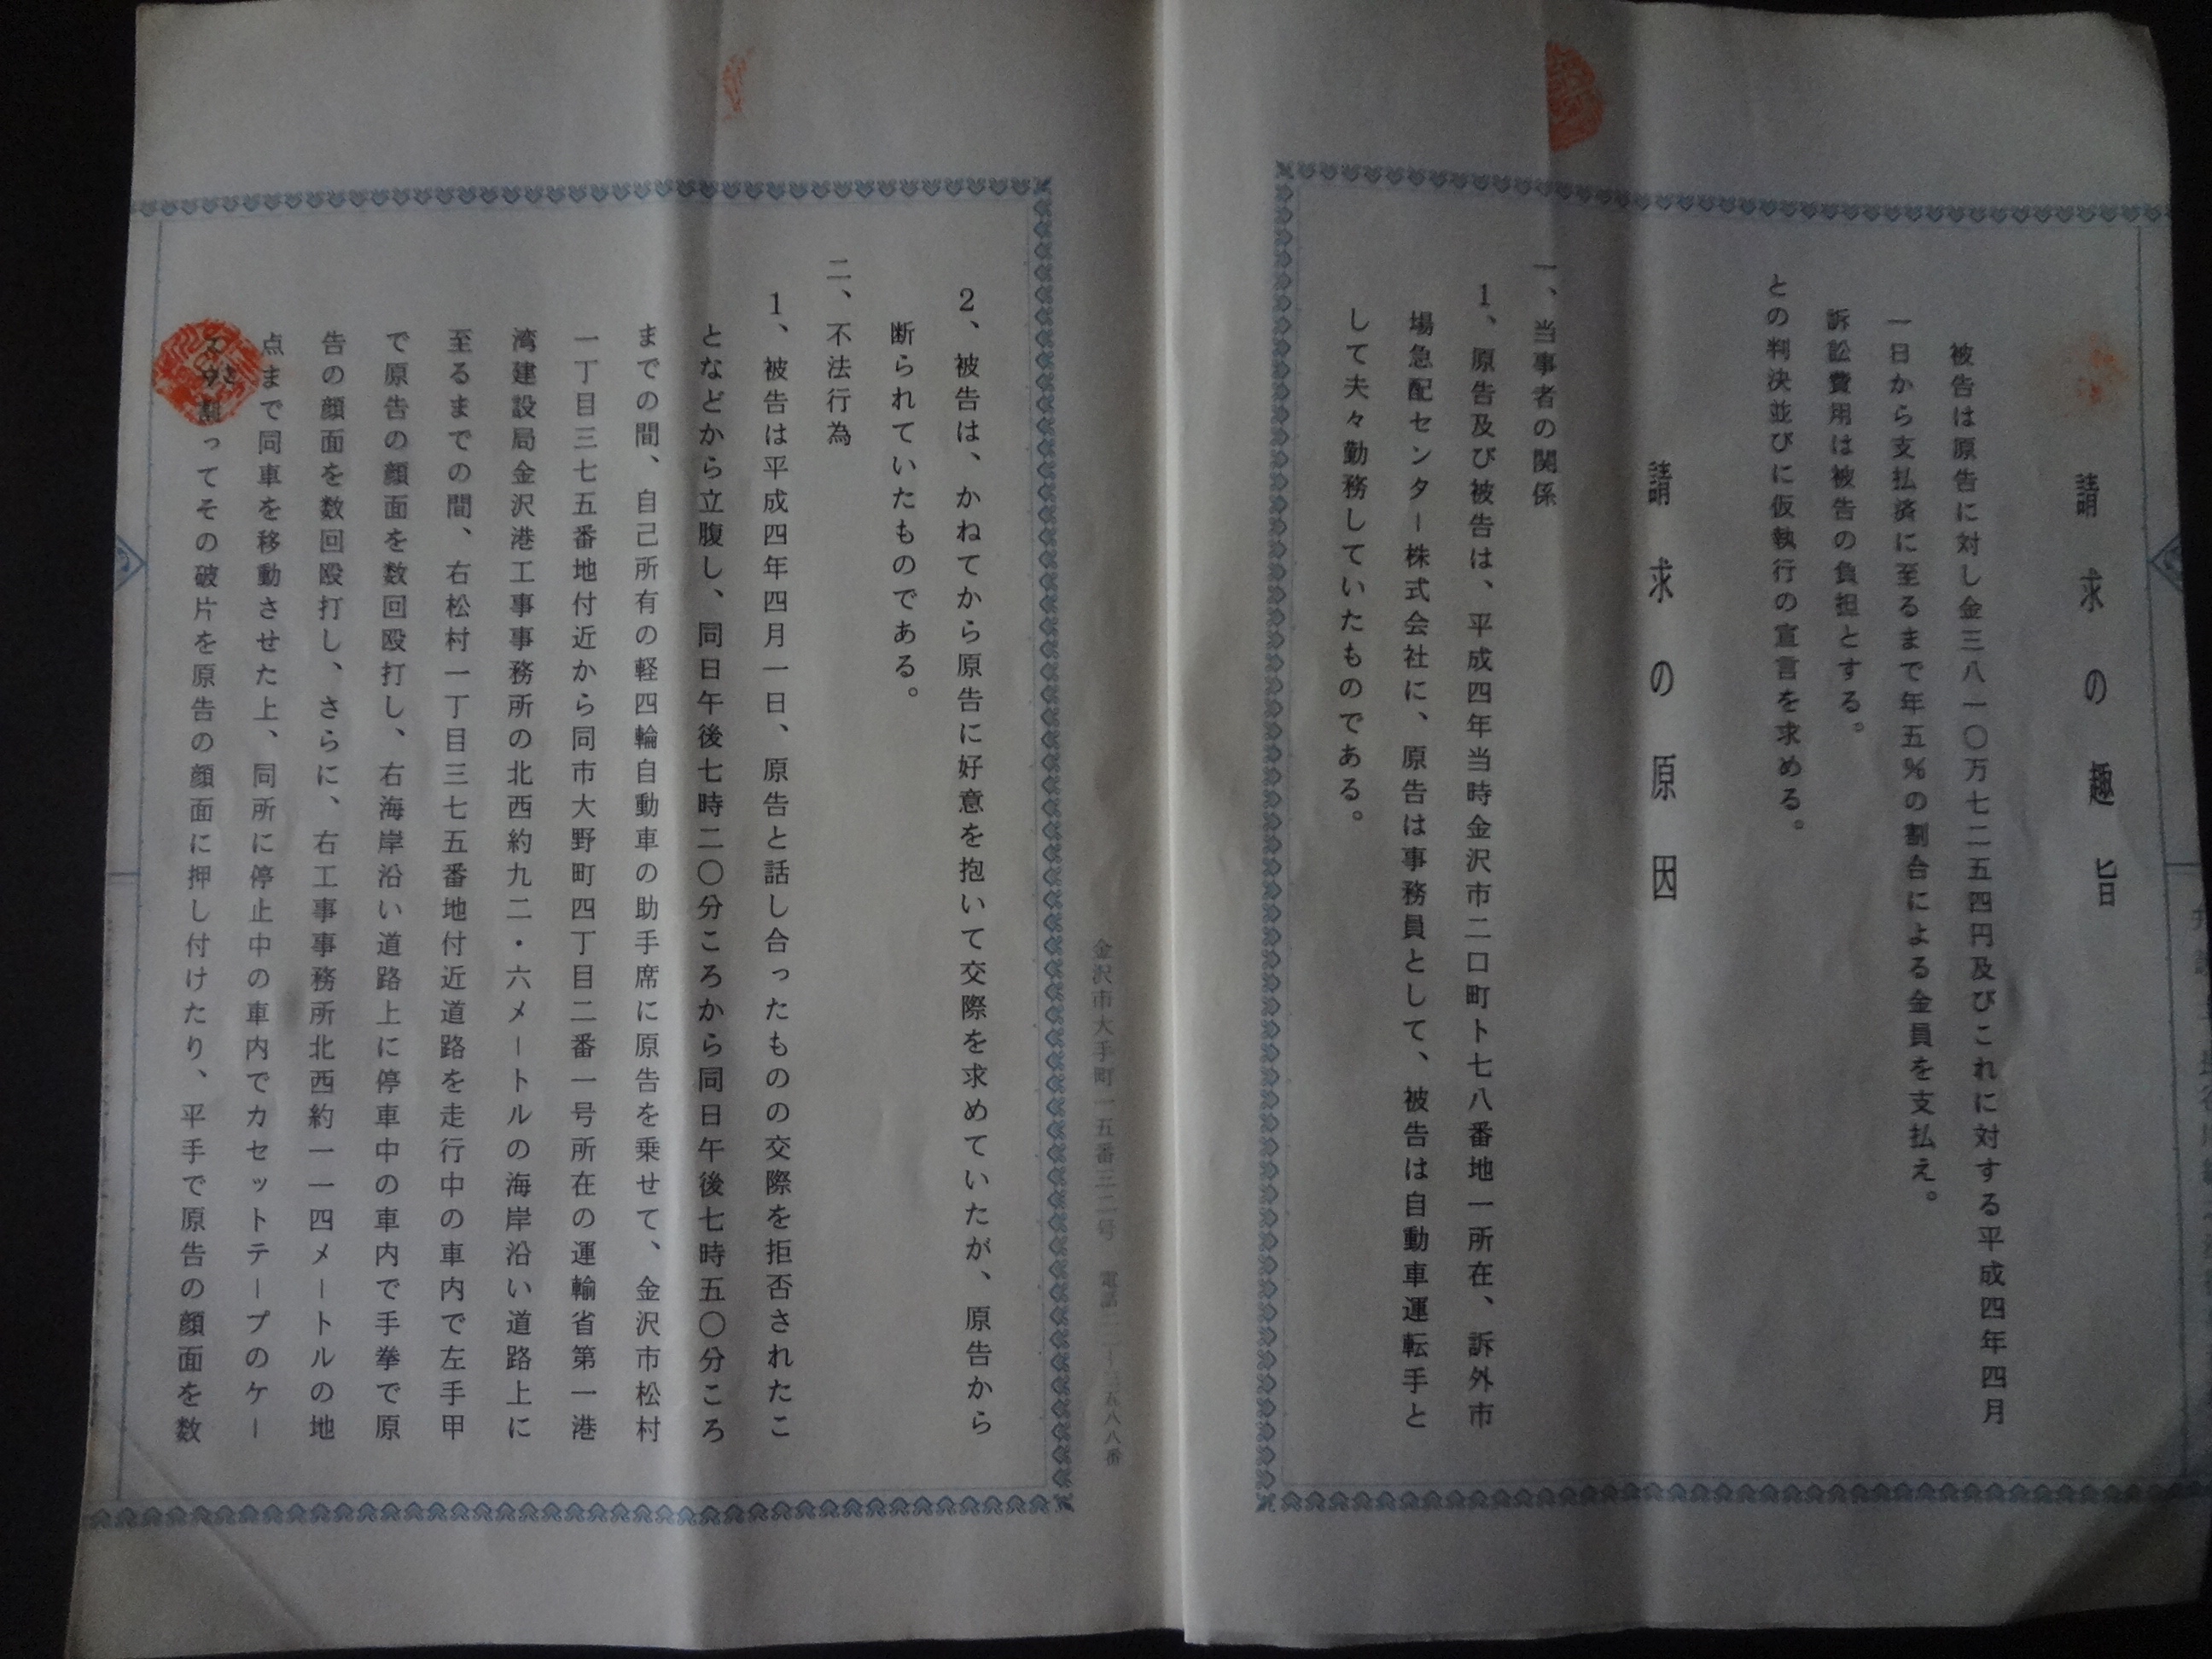 請求の趣旨
被告は原告に対し金三八一〇万七二五四円及びこれに対する平成四年四月
一日から支払済に至るまで年五%の割合による金員を支払え。
訴訟費用は被告の負担とする。
との判決並びに仮執行の宣言を求める。
請求の原因
一、当事者の関係
1、原告及び被告は、平成四年当時金沢市二口町ト七八番地一所在、訴外市
場急配センター株式会社に、原告は事務員として、被告は自動車運転手と
して夫々勤務していたものである。
金沢市大手町一五番三二号 電話
五八八番
2、被告は、かねてから原告に好意を抱いて交際を求めていたが、原告から
断られていたものである。
二、不法行為
1、被告は平成四年四月一日、原告と話し合ったものの交際を拒否されたこ
となどから立腹し、同日午後七時二〇分ころから同日午後七時五〇分ころ
までの間、自己所有の軽四輪自動車の助手席に原告を乗せて、金沢市松村
一丁目三七五番地付近から同市大野町四丁目二番一号所在の運輸省第一港
湾建設局金沢港工事事務所の北西約九二・六メートルの海岸沿い道路上に
至るまでの間、右松村一丁目三七五番地付近道路を走行中の車内で左手甲
で原告の顔面を数回殴打し、右海岸沿い道路上に停車中の車内で手拳で原
告の顔面を数回殴打し、さらに、右工事事務所北西約一一四メートルの地
点まで同車を移動させた上、同所に停止中の車内でカセットテープのケー
割ってその破片を原告の顔面に押し付けたり、平手で原告の顔面を数